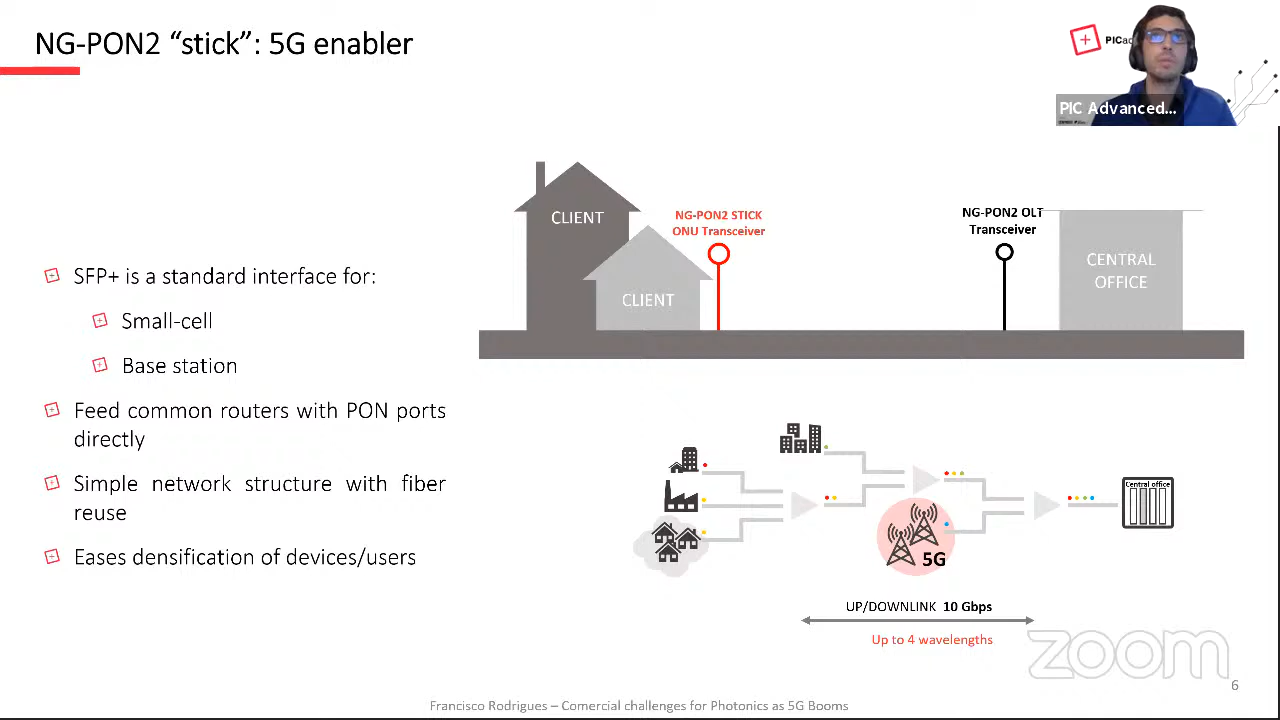 NG-PON2 “stick”: 5G enabler
PIC Advanced...
CLIENT
NG-PON2 STICK
ONU Transceiver
NG-PON2 OLT
Transceiver
CENTRAL
OFFICE
CLIENT
SFP+ is a standard interface for:
Small-cell
Base station
Feed common routers with PON ports
directly
Simple network structure with fiber
reuse
Eases densification of devices/users
Central office
5G
UP/DOWNLINK 10 Gbps
Up to 4 wavelengths
zoom
6
Francisco Rodrigues – Comercial challenges for Photonics as 5G Booms